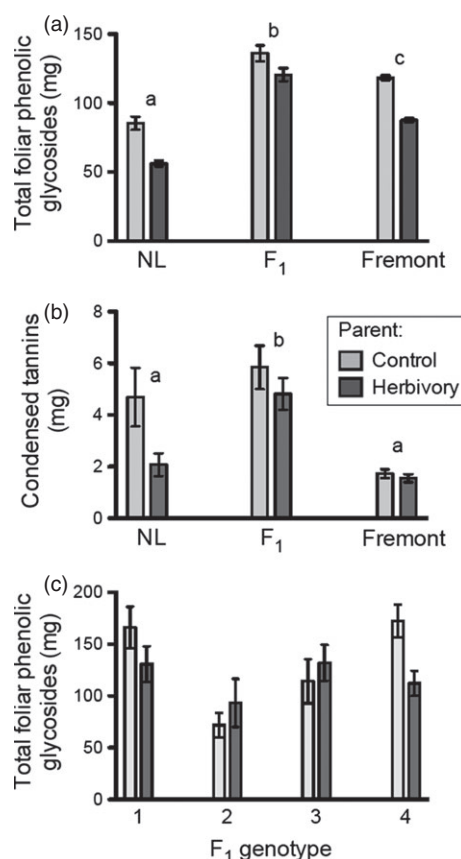 (a)
Total foliar phenolic
glycosides (mg)
150
100
50
0
a
b
c
NL
F₁
Fremont
(b)
Condensed tannins
(mg)
8
6
4
2
0
a
b
a
Parent:
Control
Herbivory
NL
F₁
Fremont
(c)
Total foliar phenolic
glycosides (mg)
200
150
100
50
0
1
2
3
4
F₁ genotype